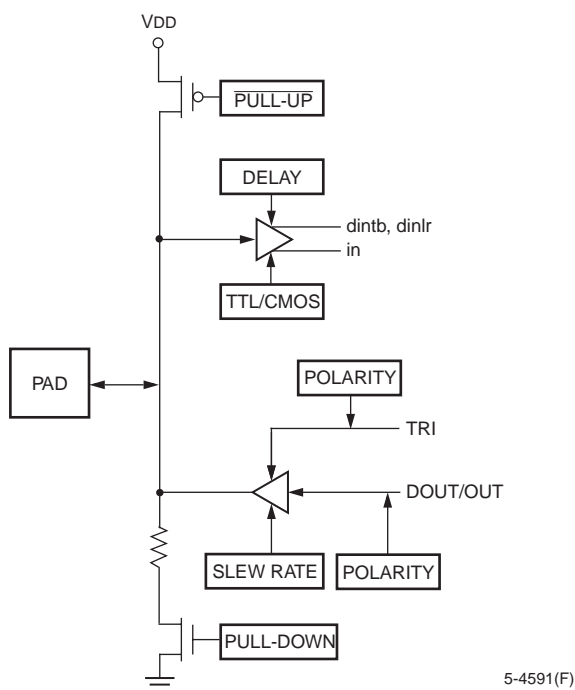 VDD
PULL-UP
DELAY
dintb, dinlr
in
TTL/CMOS
PAD
POLARITY
TRI
DOUT/OUT
SLEW RATE
POLARITY
PULL-DOWN
5-4591(F)